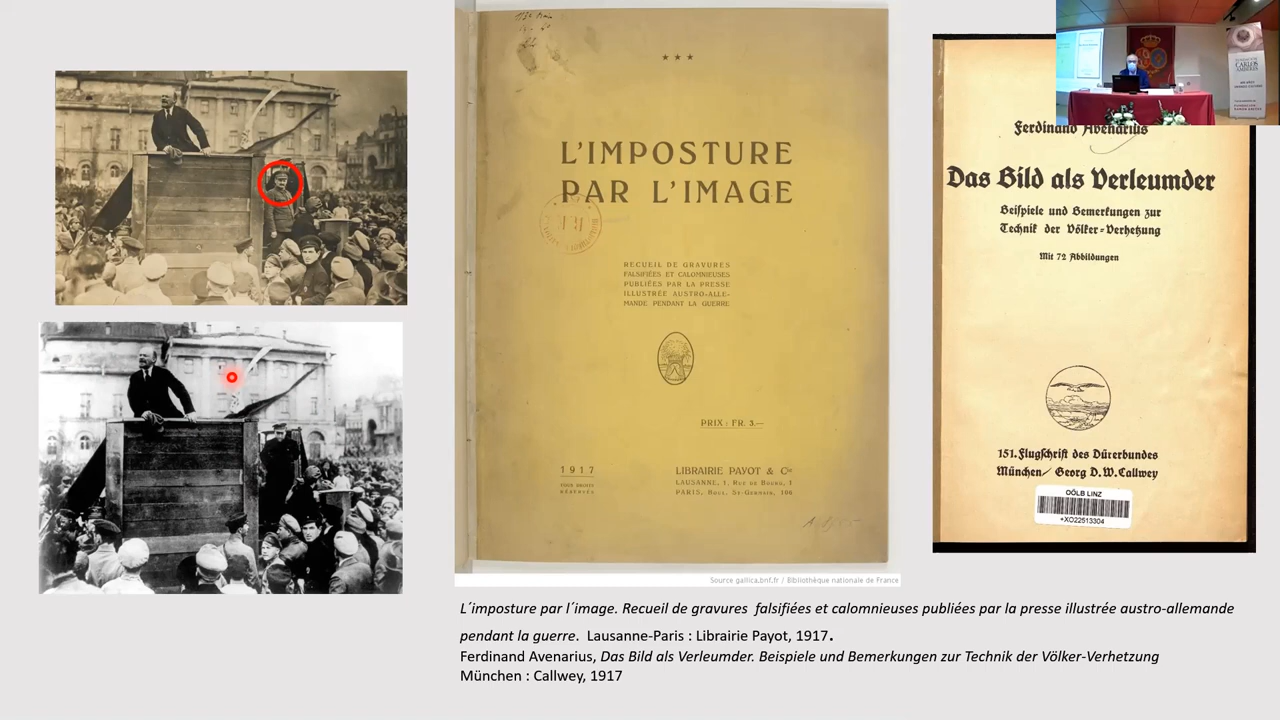 ★ ★ ★
L'IMPOSTURE
PAR L'IMAGE
RECUEIL DE GRAVURES
FALSIFIÉES ET CALOMNIEUSES
PUBLIÉES PAR LA PRESSE
ILLUSTRÉE AUSTRO-ALLE-
MANDE PENDANT LA GUERRE
PRIX : FR. 3.—
1917
TOUS DROITS
RÉSERVÉS
LIBRAIRIE PAYOT & Cie
LAUSANNE, 1, RUE DE BOURG, 1
PARIS, BOUL. ST-GERMAIN, 106
Source gallica.bnf.fr / Bibliothèque nationale de France
Ferdinand Avenarius
Das Bild als Verleumder
Beispiele und Bemerkungen zur
Technik der Völker-Verhetzung
Mit 72 Abbildungen
151. Flugschrift des Dürerbundes
München / Georg D.W. Callwey
OÖLB LINZ
+XO22513304
CARLOS
AMBERES
L´imposture par l´image. Recueil de gravures falsifiées et calomnieuses publiées par la presse illustrée austro-allemande
pendant la guerre. Lausanne-Paris : Librairie Payot, 1917.
Ferdinand Avenarius, Das Bild als Verleumder. Beispiele und Bemerkungen zur Technik der Völker-Verhetzung
München : Callwey, 1917